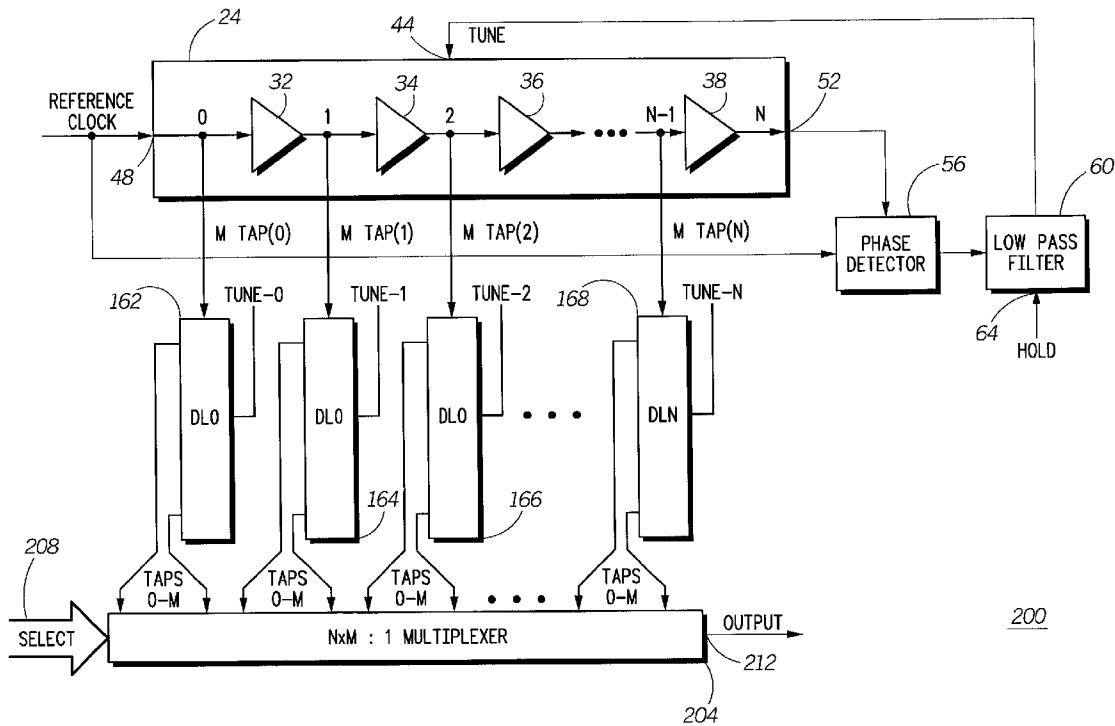 24
44
TUNE
32
34
36
38
52
REFERENCE
CLOCK
0
1
2
N-1
N
48
56
60
M TAP(0)
M TAP(1)
M TAP(2)
M TAP(N)
PHASE
DETECTOR
LOW PASS
FILTER
162
TUNE-0
TUNE-1
TUNE-2
168
TUNE-N
64
HOLD
DLO
DLO
DLO
DLN
164
166
208
TAPS
0-M
TAPS
0-M
TAPS
0-M
TAPS
0-M
SELECT
NxM : 1 MULTIPLEXER
OUTPUT
212
204
200